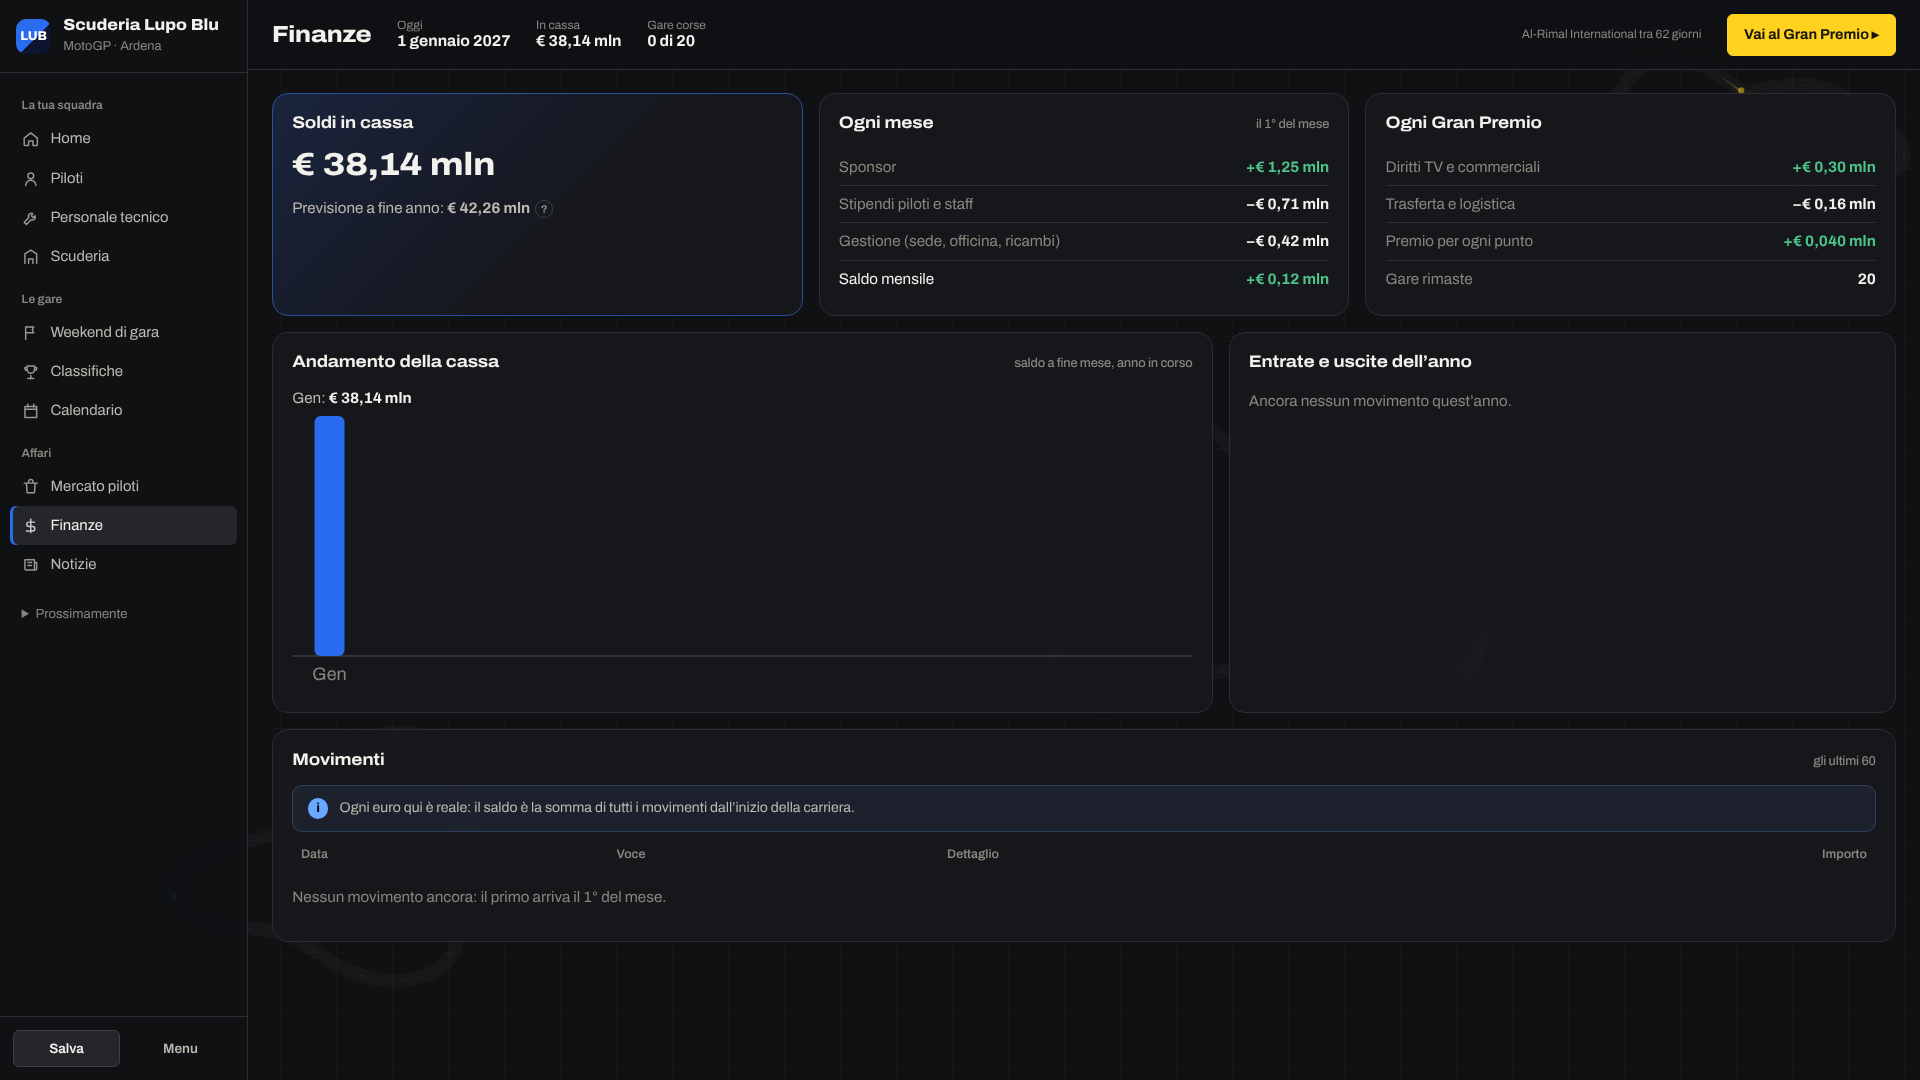 LUB
Scuderia Lupo Blu
MotoGP · Ardena
La tua squadra
Home
Piloti
Personale tecnico
Scuderia
Le gare
Weekend di gara
Classifiche
Calendario
Affari
Mercato piloti
Finanze
Notizie
▶ Prossimamente
Salva
Menu
Finanze
Oggi
1 gennaio 2027
In cassa
€ 38,14 mln
Gare corse
0 di 20
Al-Rimal International tra 62 giorni
Vai al Gran Premio ▸
Soldi in cassa
€ 38,14 mln
Previsione a fine anno: € 42,26 mln ?
Ogni mese
il 1° del mese
Sponsor +€ 1,25 mln
Stipendi piloti e staff −€ 0,71 mln
Gestione (sede, officina, ricambi) −€ 0,42 mln
Saldo mensile +€ 0,12 mln
Ogni Gran Premio
Diritti TV e commerciali +€ 0,30 mln
Trasferta e logistica −€ 0,16 mln
Premio per ogni punto +€ 0,040 mln
Gare rimaste 20
Andamento della cassa
saldo a fine mese, anno in corso
Gen: € 38,14 mln
Gen
Entrate e uscite dell’anno
Ancora nessun movimento quest’anno.
Movimenti
gli ultimi 60
i Ogni euro qui è reale: il saldo è la somma di tutti i movimenti dall’inizio della carriera.
Data Voce Dettaglio Importo
Nessun movimento ancora: il primo arriva il 1° del mese.